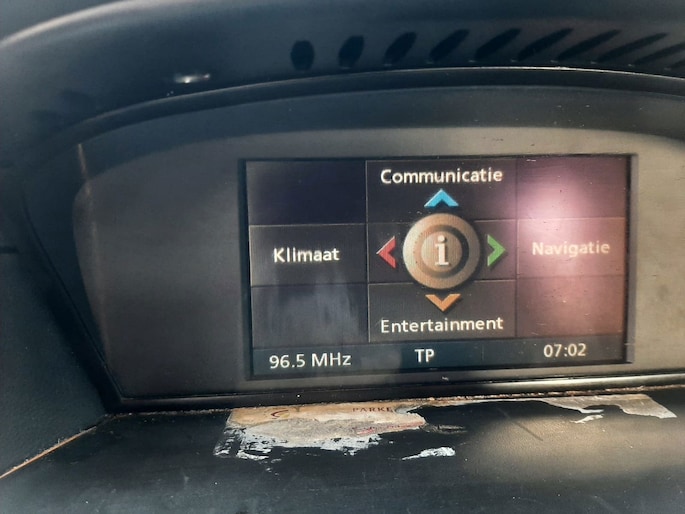 Communicatie
Klimaat
i
Navigatie
Entertainment
96.5 MHz
TP
07:02